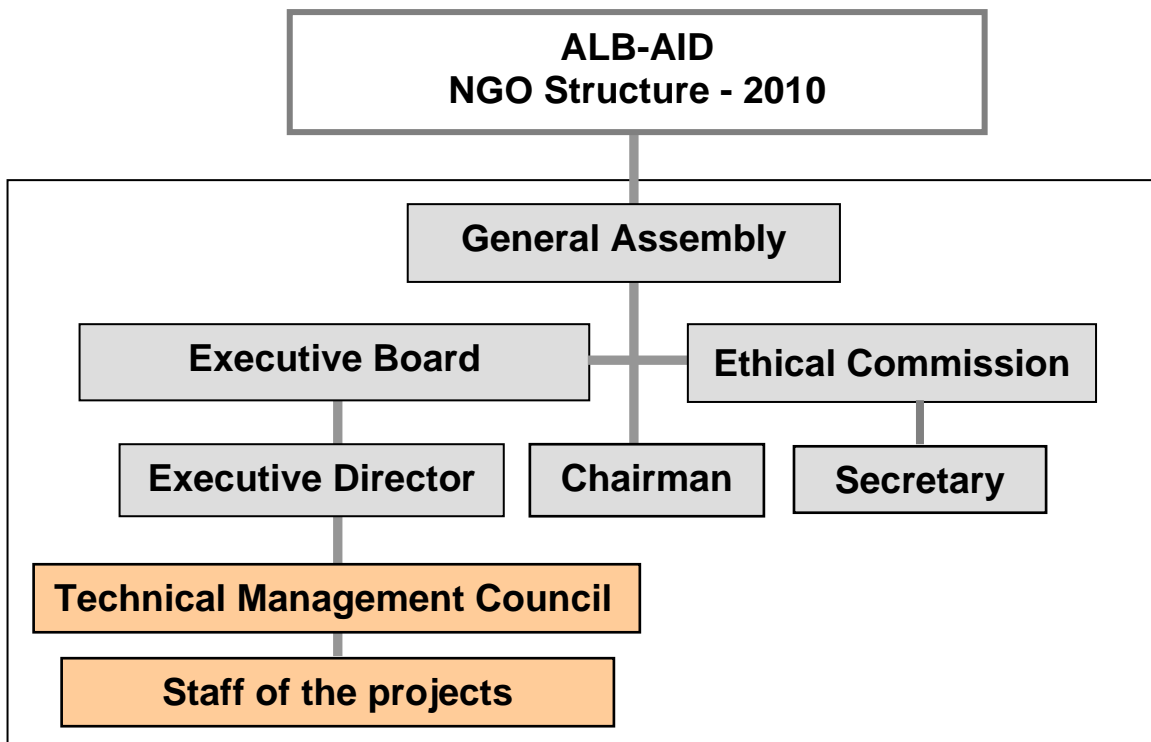 ALB-AID
NGO Structure - 2010
General Assembly
Executive Board
Ethical Commission
Executive Director
Chairman
Secretary
Technical Management Council
Staff of the projects